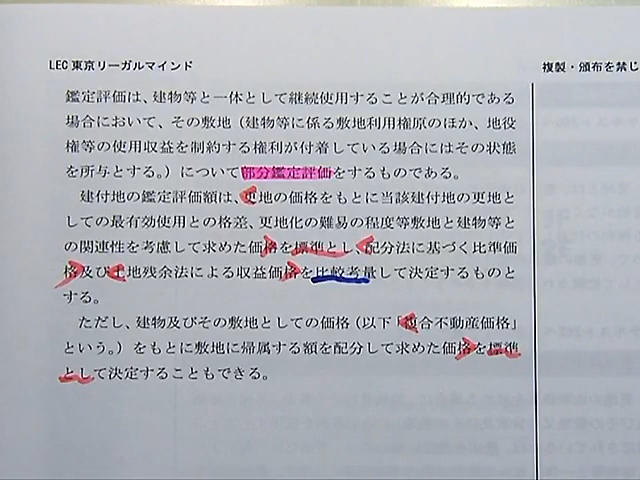 LEC東京リーガルマインド
複製・頒布を禁じ
鑑定評価は、建物等と一体として継続使用することが合理的である
場合において、その敷地（建物等に係る敷地利用権原のほか、地役
権等の使用収益を制約する権利が付着している場合にはその状態
を所与とする。）について部分鑑定評価をするものである。
建付地の鑑定評価額は、更地の価格をもとに当該建付地の更地と
しての最有効使用との格差、更地化の難易の程度等敷地と建物等と
の関連性を考慮して求めた価格を標準とし、配分法に基づく比準価
格及び土地残余法による収益価格を比較考量して決定するものと
する。
ただし、建物及びその敷地としての価格（以下「複合不動産価格」
という。）をもとに敷地に帰属する額を配分して求めた価格を標準
として決定することもできる。